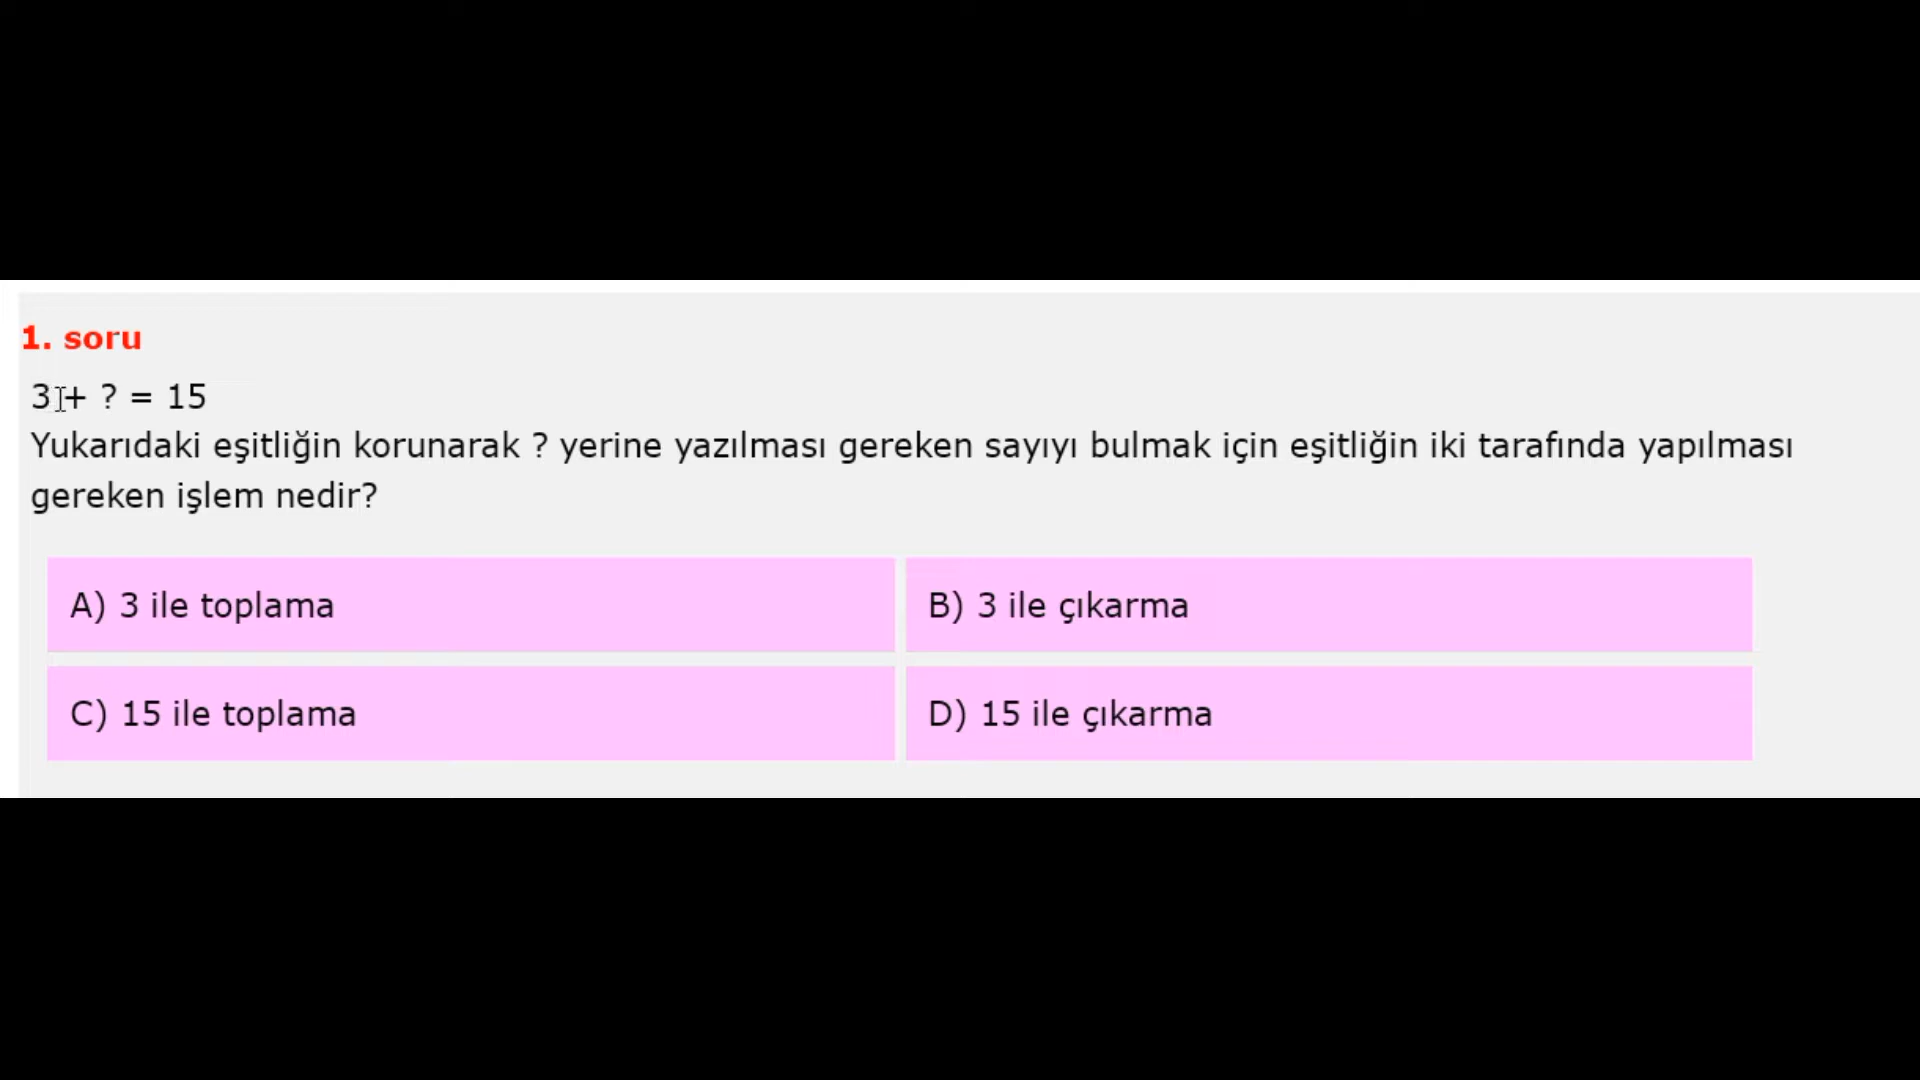 1. soru
3 + ? = 15
Yukarıdaki eşitliğin korunarak ? yerine yazılması gereken sayıyı bulmak için eşitliğin iki tarafında yapılması
gereken işlem nedir?
A) 3 ile toplama
B) 3 ile çıkarma
C) 15 ile toplama
D) 15 ile çıkarma